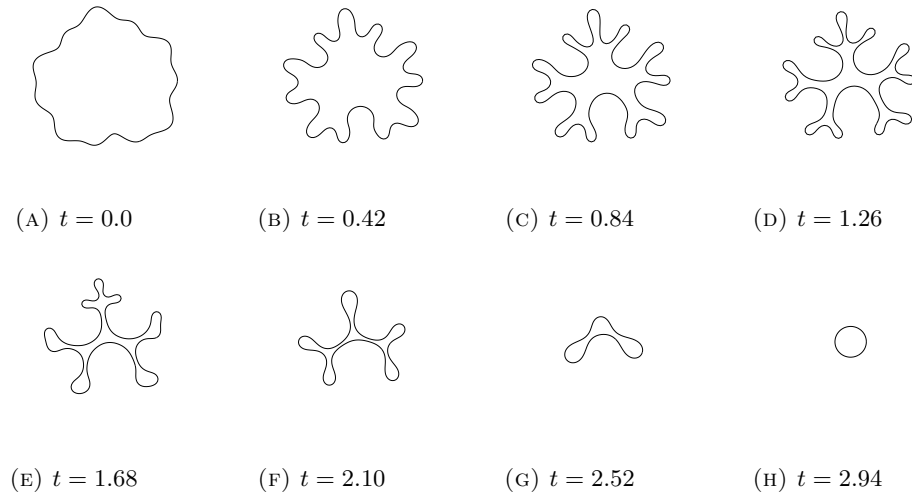 (A) t = 0.0
(B) t = 0.42
(C) t = 0.84
(D) t = 1.26
(E) t = 1.68
(F) t = 2.10
(G) t = 2.52
(H) t = 2.94